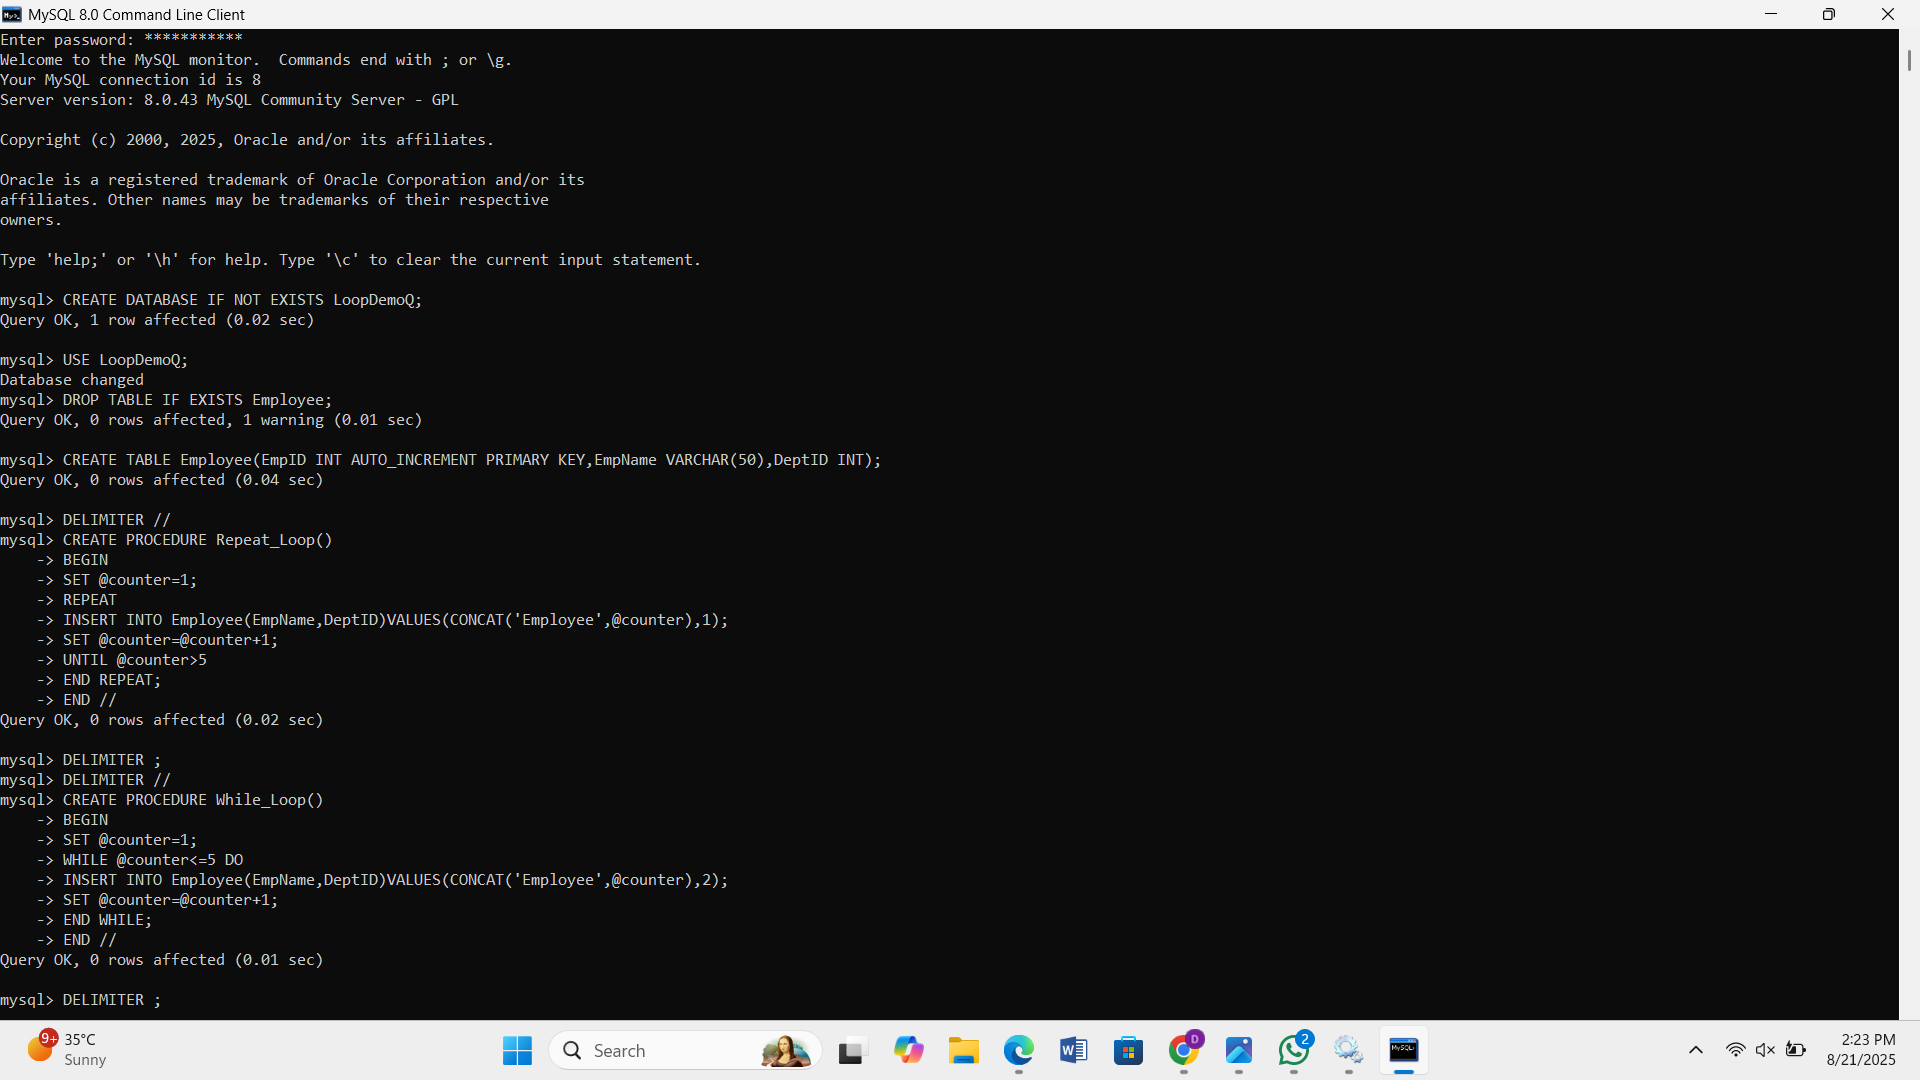 MySQL 8.0 Command Line Client
Enter password: ***********
Welcome to the MySQL monitor.  Commands end with ; or \g.
Your MySQL connection id is 8
Server version: 8.0.43 MySQL Community Server - GPL
Copyright (c) 2000, 2025, Oracle and/or its affiliates.
Oracle is a registered trademark of Oracle Corporation and/or its
affiliates. Other names may be trademarks of their respective
owners.
Type 'help;' or '\h' for help. Type '\c' to clear the current input statement.
mysql> CREATE DATABASE IF NOT EXISTS LoopDemoQ;
Query OK, 1 row affected (0.02 sec)
mysql> USE LoopDemoQ;
Database changed
mysql> DROP TABLE IF EXISTS Employee;
Query OK, 0 rows affected, 1 warning (0.01 sec)
mysql> CREATE TABLE Employee(EmpID INT AUTO_INCREMENT PRIMARY KEY,EmpName VARCHAR(50),DeptID INT);
Query OK, 0 rows affected (0.04 sec)
mysql> DELIMITER //
mysql> CREATE PROCEDURE Repeat_Loop()
    -> BEGIN
    -> SET @counter=1;
    -> REPEAT
    -> INSERT INTO Employee(EmpName,DeptID)VALUES(CONCAT('Employee',@counter),1);
    -> SET @counter=@counter+1;
    -> UNTIL @counter>5
    -> END REPEAT;
    -> END //
Query OK, 0 rows affected (0.02 sec)
mysql> DELIMITER ;
mysql> DELIMITER //
mysql> CREATE PROCEDURE While_Loop()
    -> BEGIN
    -> SET @counter=1;
    -> WHILE @counter<=5 DO
    -> INSERT INTO Employee(EmpName,DeptID)VALUES(CONCAT('Employee',@counter),2);
    -> SET @counter=@counter+1;
    -> END WHILE;
    -> END //
Query OK, 0 rows affected (0.01 sec)
mysql> DELIMITER ;
9+
35°C
Sunny
Search
W
D
2
MySQL
2:23 PM
8/21/2025